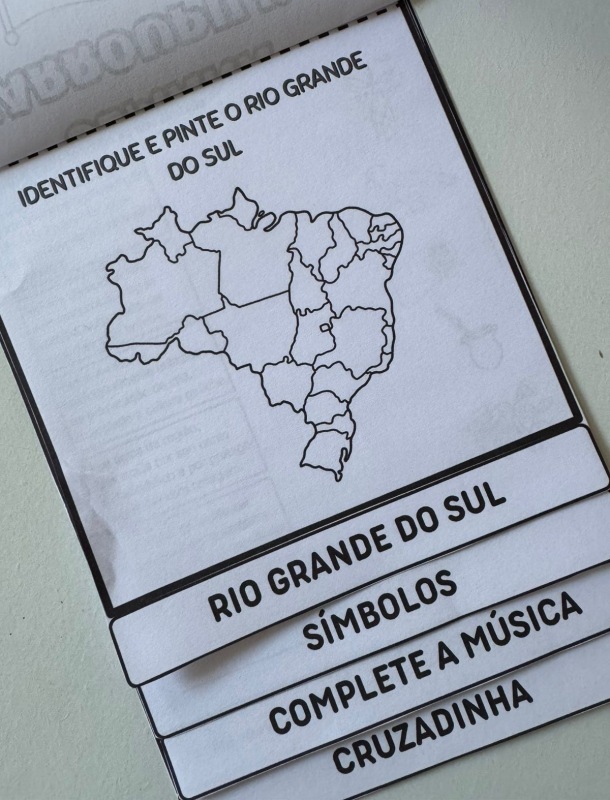 IDENTIFIQUE E PINTE O RIO GRANDE
DO SUL
RIO GRANDE DO SUL
SÍMBOLOS
COMPLETE A MÚSICA
CRUZADINHA